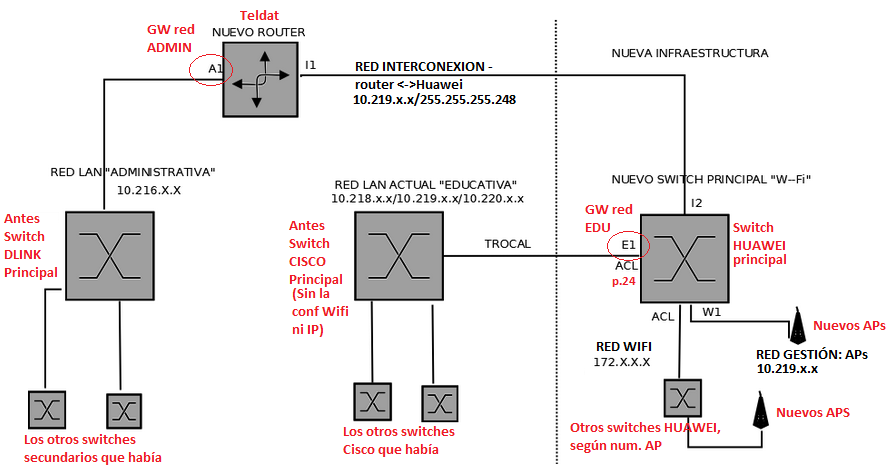 Teldat
NUEVO ROUTER
GW red
ADMIN
A1
I1
RED INTERCONEXION -
router <->Huawei
10.219.x.x/255.255.255.248
NUEVA INFRAESTRUCTURA
RED LAN "ADMINISTRATIVA"
10.216.X.X
RED LAN ACTUAL "EDUCATIVA"
10.218.x.x/10.219.x.x/10.220.x.x
NUEVO SWITCH PRINCIPAL "W--Fi"
I2
Antes
Switch
DLINK
Principal
Antes
Switch
CISCO
Principal
(Sin la
conf Wifi
ni IP)
TROCAL
GW red
EDU
E1
ACL
p.24
Switch
HUAWEI
principal
ACL
W1
Nuevos APs
RED GESTIÓN: APs
10.219.x.x
RED WIFI
172.X.X.X
Nuevos APS
Los otros switches
secundarios que había
Los otros switches
Cisco que había
Otros switches HUAWEI,
según num. AP